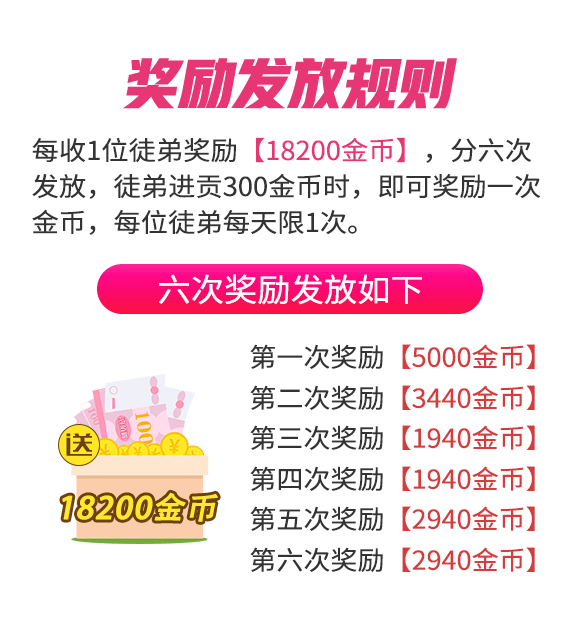 奖励发放规则
每收1位徒弟奖励【18200金币】，分六次
发放，徒弟进贡300金币时，即可奖励一次
金币，每位徒弟每天限1次。
六次奖励发放如下
第一次奖励【5000金币】
第二次奖励【3440金币】
第三次奖励【1940金币】
第四次奖励【1940金币】
第五次奖励【2940金币】
第六次奖励【2940金币】
100
送
18200金币